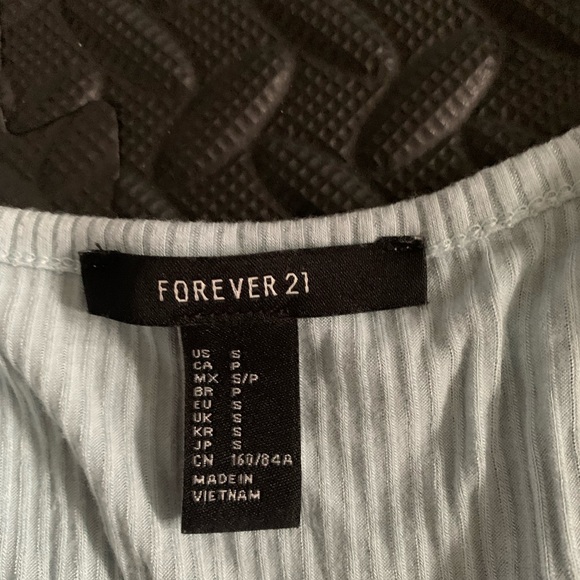 FOREVER 21
US S
CA P
MX S/P
BR P
EU S
UK S
KR S
JP S
CN 160/84A
MADE IN
VIETNAM